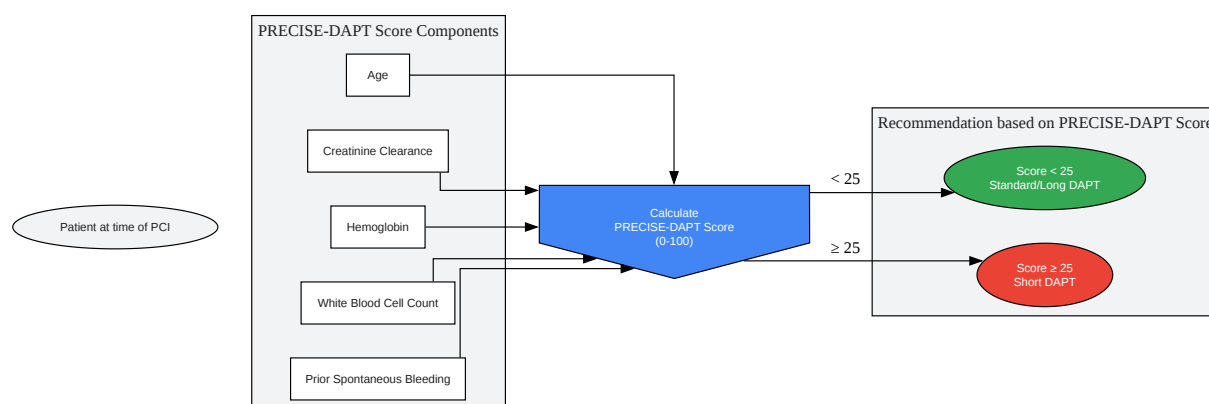 PRECISE-DAPT Score Components
Age
Creatinine Clearance
Hemoglobin
White Blood Cell Count
Prior Spontaneous Bleeding
Patient at time of PCI
Calculate
PRECISE-DAPT Score
(0-100)
< 25
≥ 25
Recommendation based on PRECISE-DAPT Score
Score < 25
Standard/Long DAPT
Score ≥ 25
Short DAPT